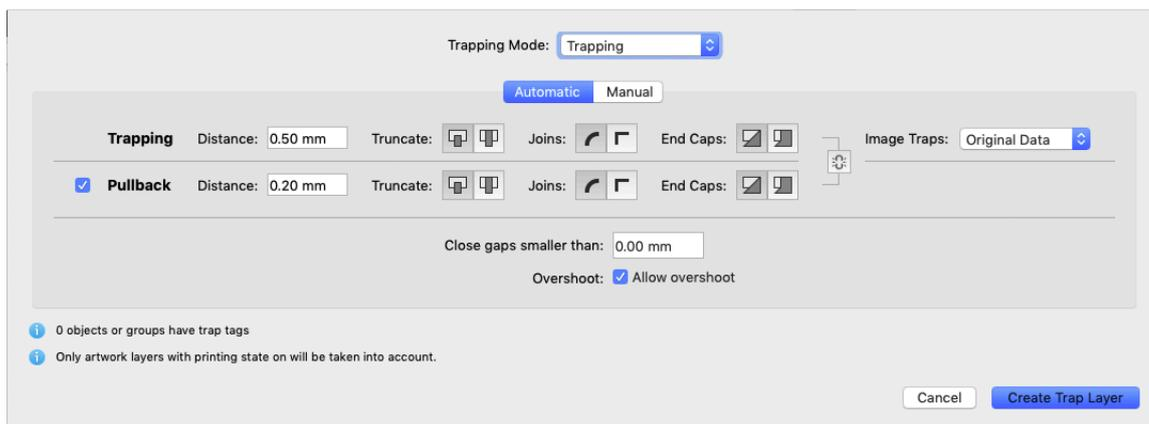 Trapping Mode: Trapping
Automatic Manual
Trapping Distance: 0.50 mm Truncate: Joins: End Caps: Image Traps: Original Data
Pullback Distance: 0.20 mm Truncate: Joins: End Caps:
Close gaps smaller than: 0.00 mm
Overshoot: Allow overshoot
0 objects or groups have trap tags
Only artwork layers with printing state on will be taken into account.
Cancel Create Trap Layer